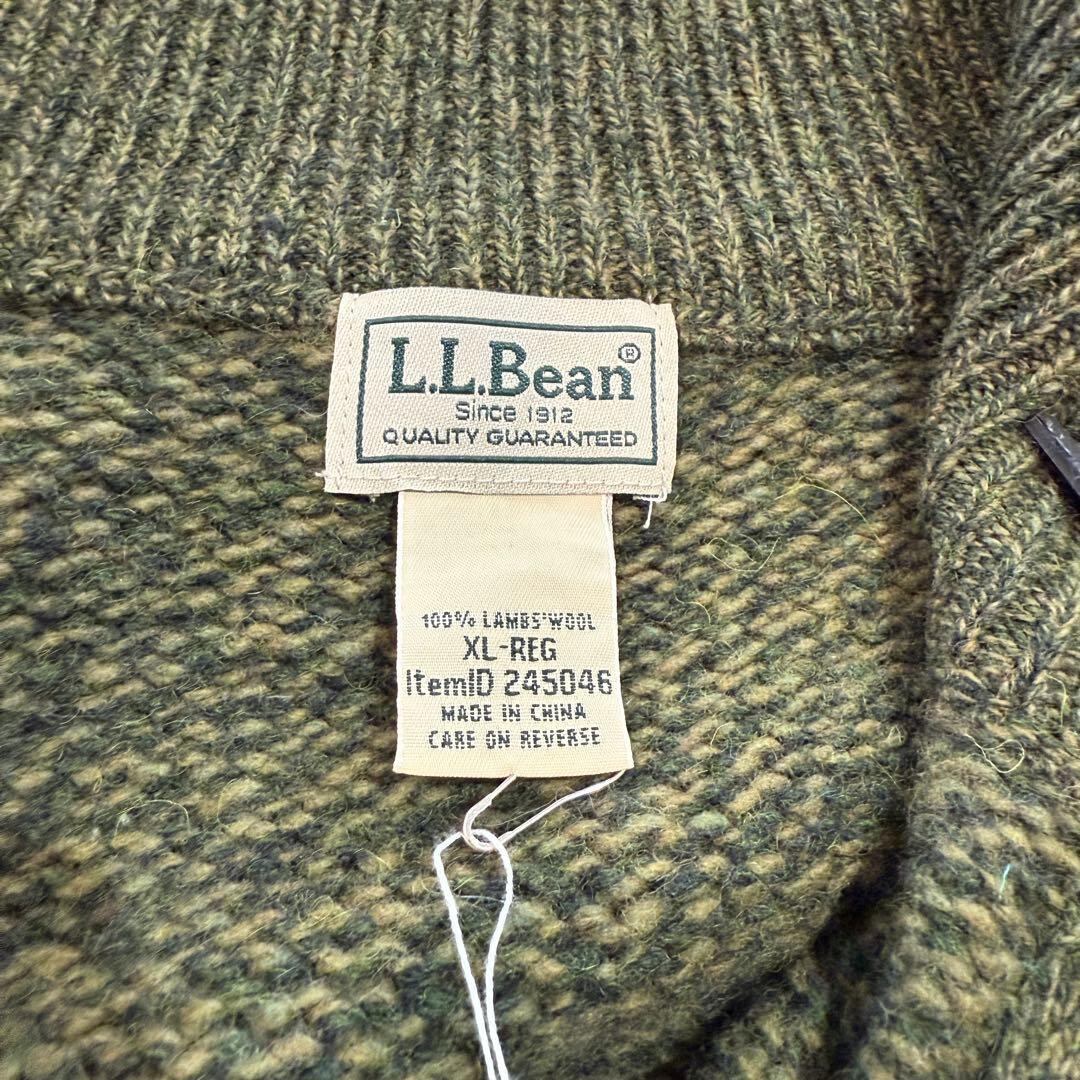 L.L.Bean®
Since 1912
QUALITY GUARANTEED
100% LAMBS'WOOL
XL-REG
ItemID 245046
MADE IN CHINA
CARE ON REVERSE